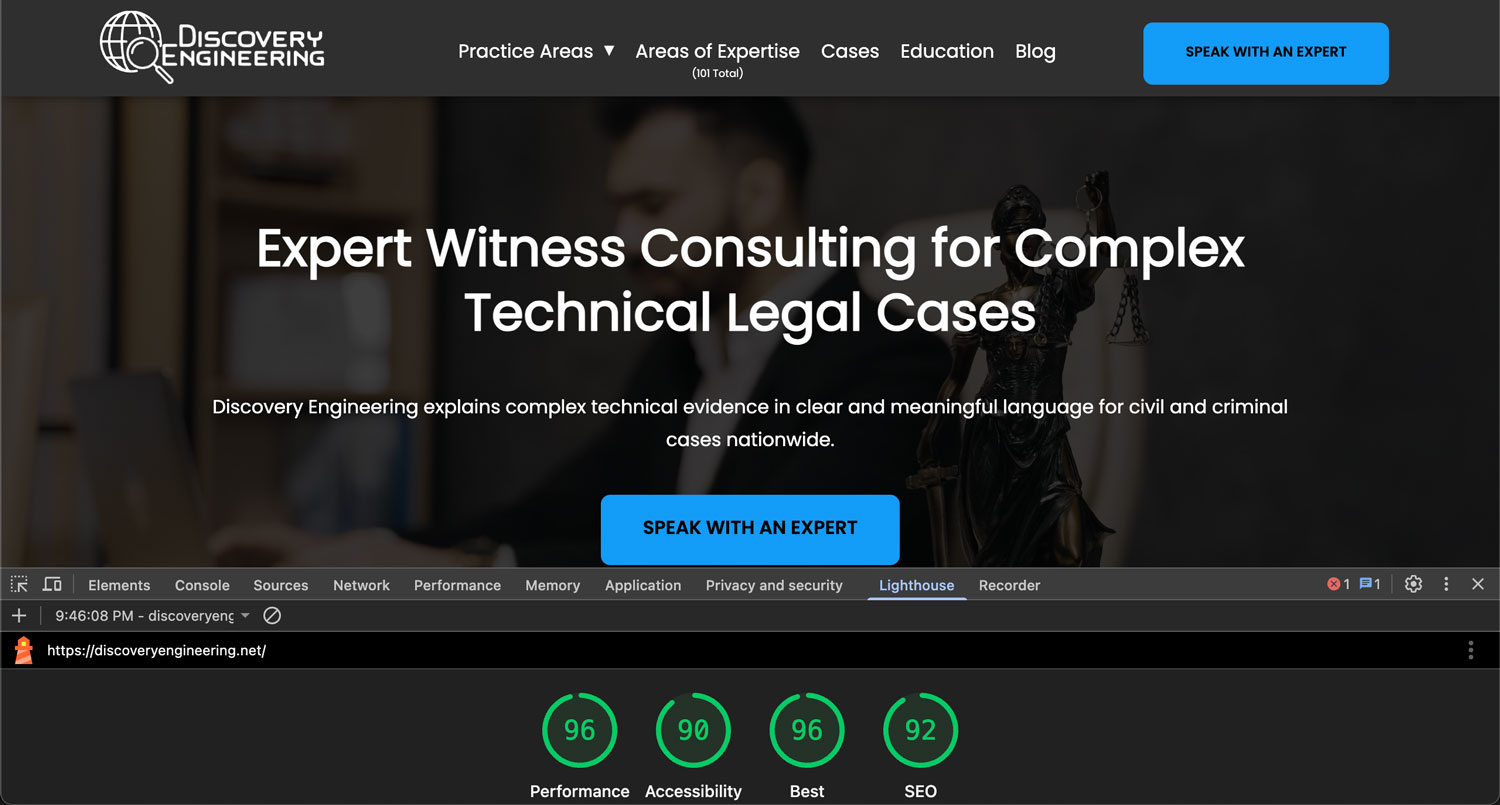 DISCOVERY
ENGINEERING
Practice Areas ▼ Areas of Expertise Cases Education Blog
(101 Total)
SPEAK WITH AN EXPERT
Expert Witness Consulting for Complex
Technical Legal Cases
Discovery Engineering explains complex technical evidence in clear and meaningful language for civil and criminal
cases nationwide.
SPEAK WITH AN EXPERT
Elements Console Sources Network Performance Memory Application Privacy and security Lighthouse Recorder 1 1
9:46:08 PM - discoveryeng
https://discoveryengineering.net/
96 90 96 92
Performance Accessibility Best SEO